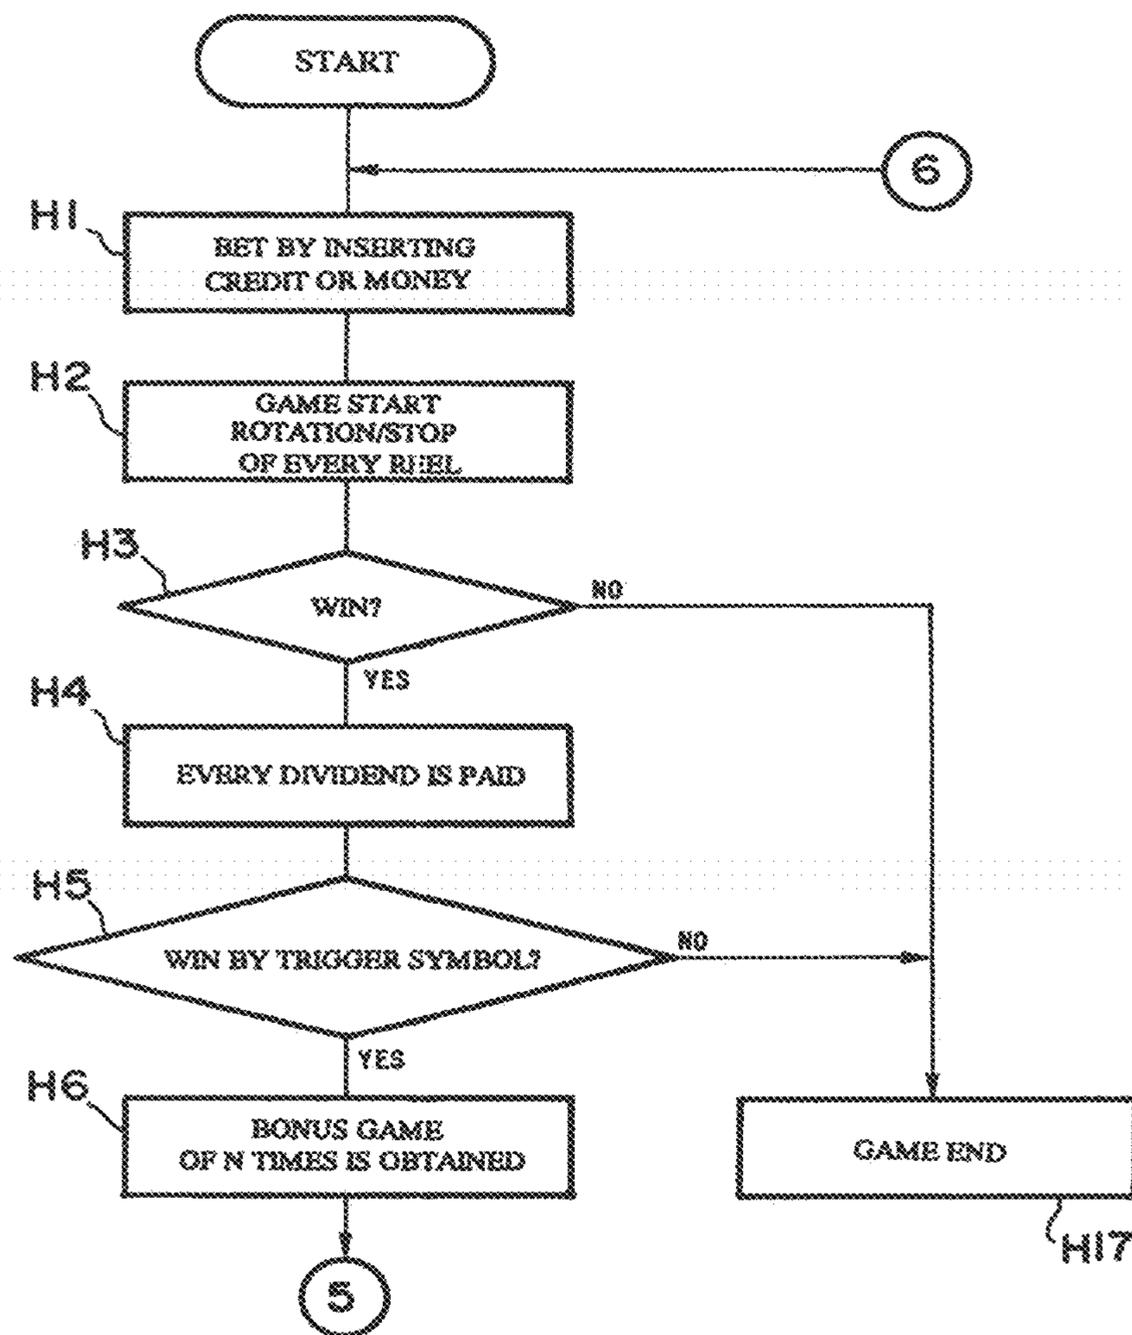 START
6
H1
BET BY INSERTING
CREDIT OR MONEY
H2
GAME START
ROTATION/STOP
OF EVERY REEL
H3
WIN?
NO
YES
H4
EVERY DIVIDEND IS PAID
H5
WIN BY TRIGGER SYMBOL?
NO
YES
H6
BONUS GAME
OF N TIMES IS OBTAINED
GAME END
H17
5